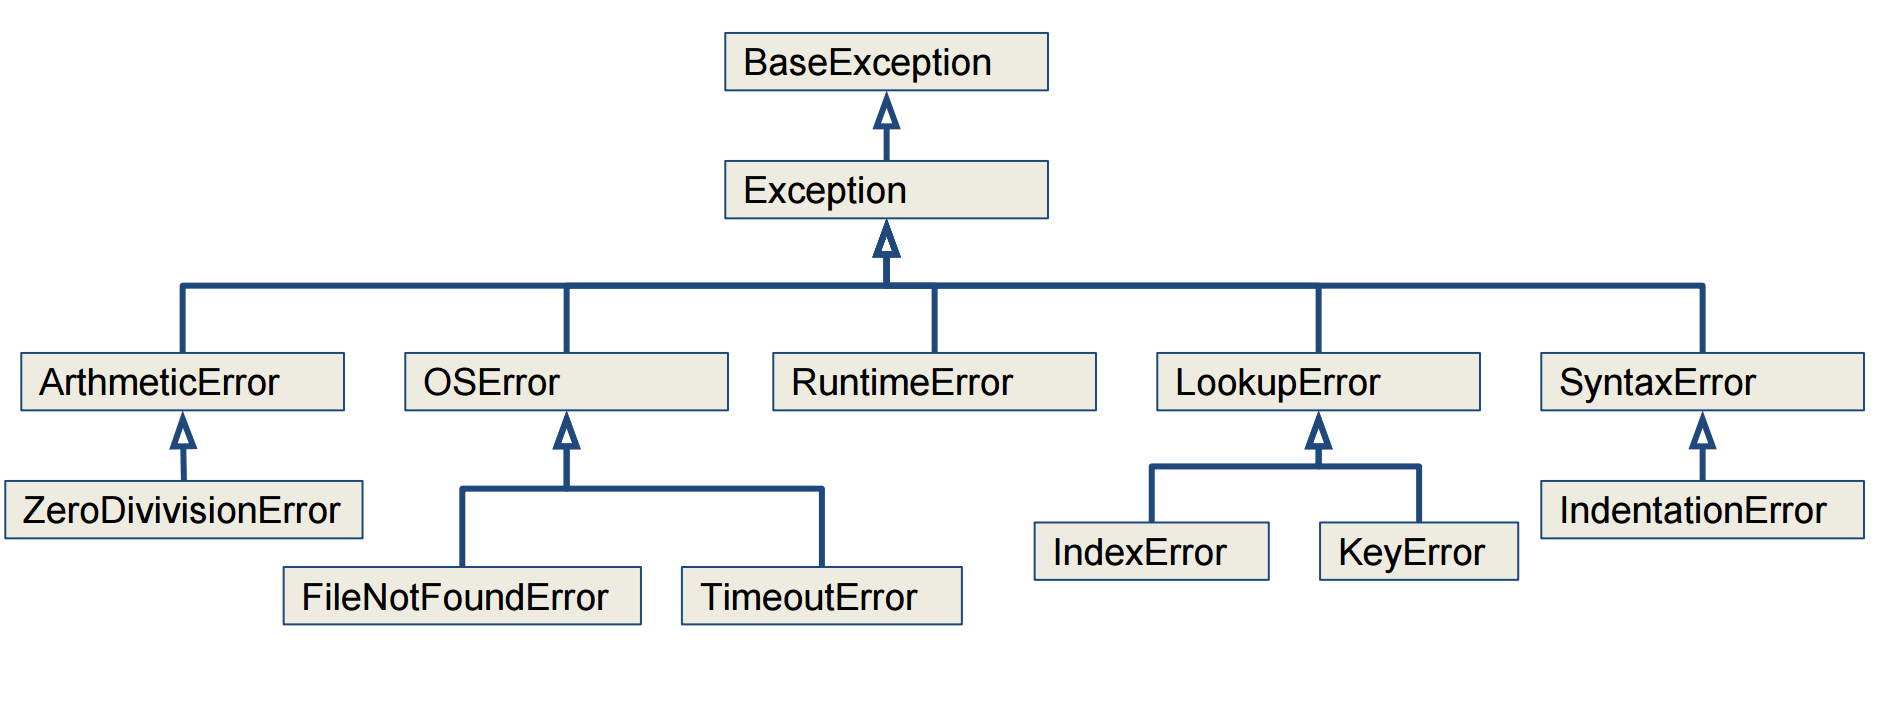 BaseException
Exception
ArthmeticError
OSError
RuntimeError
LookupError
SyntaxError
ZeroDivivisionError
IndentationError
IndexError
KeyError
FileNotFoundError
TimeoutError